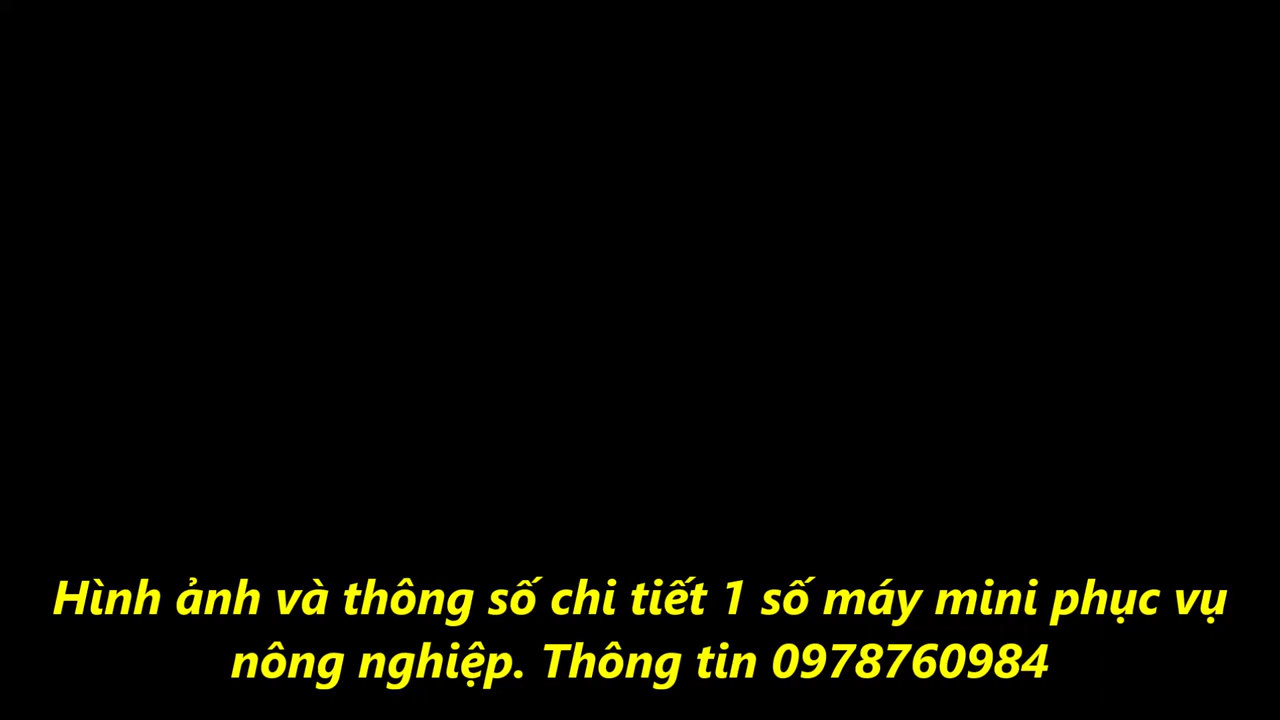 Hình ảnh và thông số chi tiết 1 số máy mini phục vụ
nông nghiệp. Thông tin 0978760984